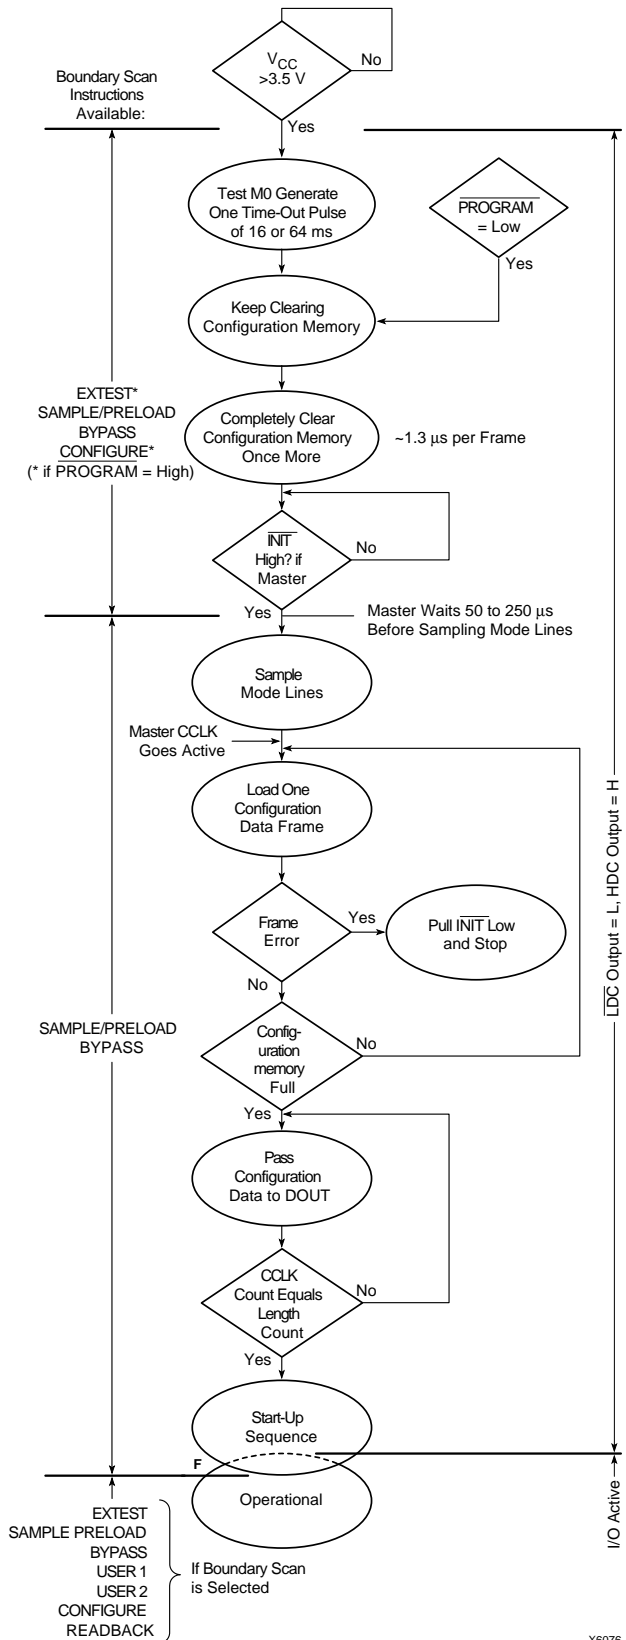 V_CC
>3.5 V
No
Boundary Scan
Instructions
Available:
Yes
Test M0 Generate
One Time-Out Pulse
of 16 or 64 ms
PROGRAM
= Low
Yes
Keep Clearing
Configuration Memory
EXTEST*
SAMPLE/PRELOAD
BYPASS
CONFIGURE*
(* if PROGRAM = High)
Completely Clear
Configuration Memory
Once More
~1.3 μs per Frame
INIT
High? if
Master
No
Yes
Master Waits 50 to 250 μs
Before Sampling Mode Lines
Sample
Mode Lines
Master CCLK
Goes Active
Load One
Configuration
Data Frame
LDC Output = L, HDC Output = H
Frame
Error
Yes
Pull INIT Low
and Stop
No
SAMPLE/PRELOAD
BYPASS
Config-
uration
memory
Full
No
Yes
Pass
Configuration
Data to DOUT
CCLK
Count Equals
Length
Count
No
Yes
Start-Up
Sequence
F
Operational
I/O Active
EXTEST
SAMPLE PRELOAD
BYPASS
USER 1
USER 2
CONFIGURE
READBACK
If Boundary Scan
is Selected
X6076